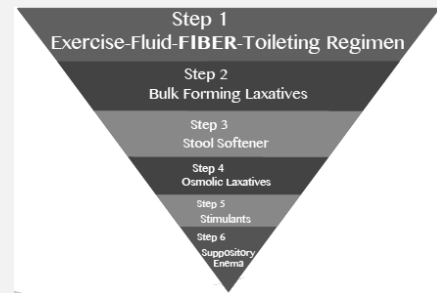 Step 1
Exercise-Fluid-FIBER-Toileting Regimen
Step 2
Bulk Forming Laxatives
Step 3
Stool Softener
Step 4
Osmolic Laxatives
Step 5
Stimulants
Step 6
Suppository
Enema